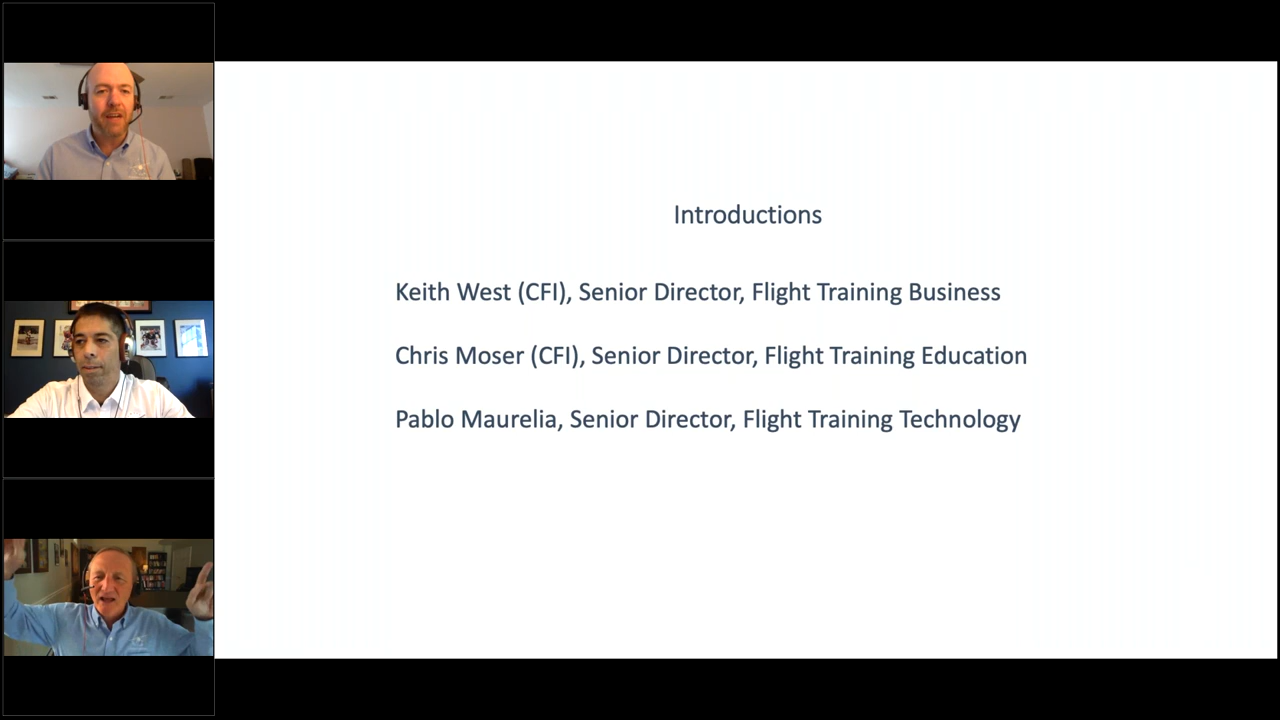 Introductions
Keith West (CFI), Senior Director, Flight Training Business
Chris Moser (CFI), Senior Director, Flight Training Education
Pablo Maurelia, Senior Director, Flight Training Technology